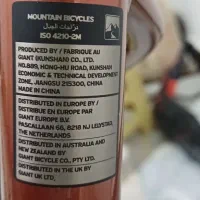 MOUNTAIN BICYCLES
ISO 4210-2M
PRODUCED BY / FABRIQUE AU
GIANT (KUNSHAN) CO., LTD.
NO.889, HONG-HU ROAD, KUNSHAN
ECONOMIC & TECHNICAL DEVELOPMENT
ZONE, JIANGSU 215300, CHINA
MADE IN CHINA
DISTRIBUTED IN EUROPE BY /
DISTRIBUE EN EUROPE PAR
GIANT EUROPE B.V.
PASCALLAAN 66, 8218 NJ LELYSTAD,
THE NETHERLANDS
DISTRIBUTED IN AUSTRALIA AND
NEW ZEALAND BY
GIANT BICYCLE CO., PTY LTD.
DISTRIBUTED IN THE UK BY
GIANT UK LTD.